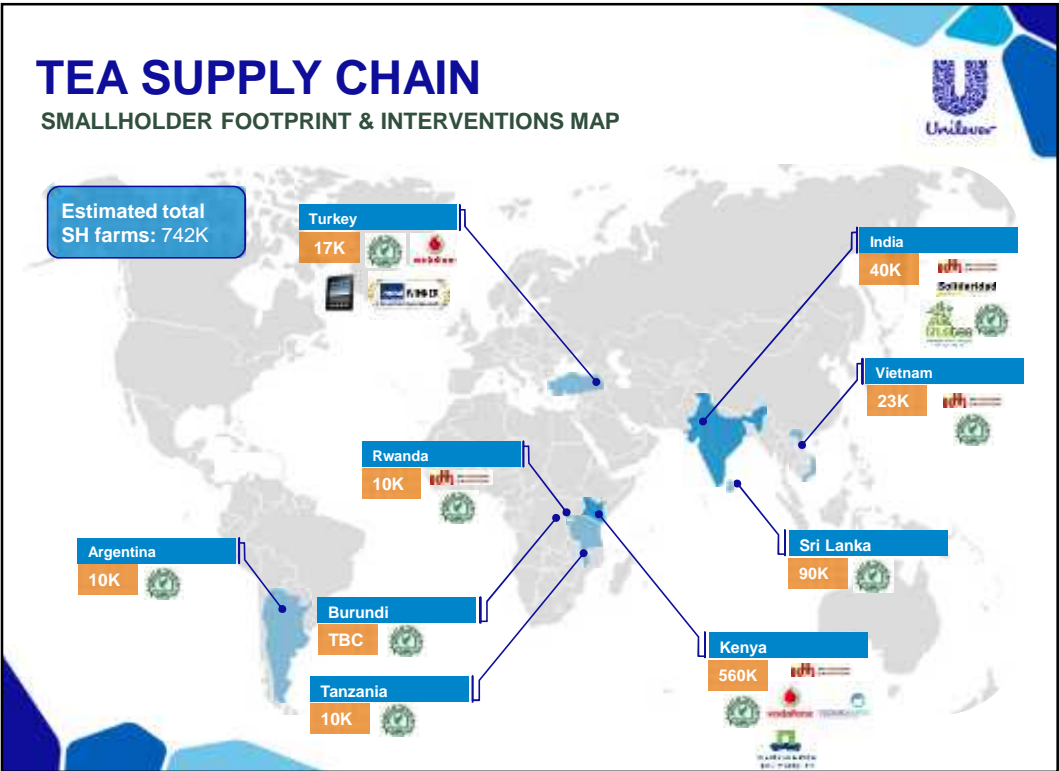 TEA SUPPLY CHAIN
SMALLHOLDER FOOTPRINT & INTERVENTIONS MAP
Unilever
Estimated total
SH farms: 742K
Turkey
17K
India
40K
Solidaridad
Vietnam
23K
Rwanda
10K
Sri Lanka
90K
Argentina
10K
Burundi
TBC
Kenya
560K
vodafone
Tanzania
10K